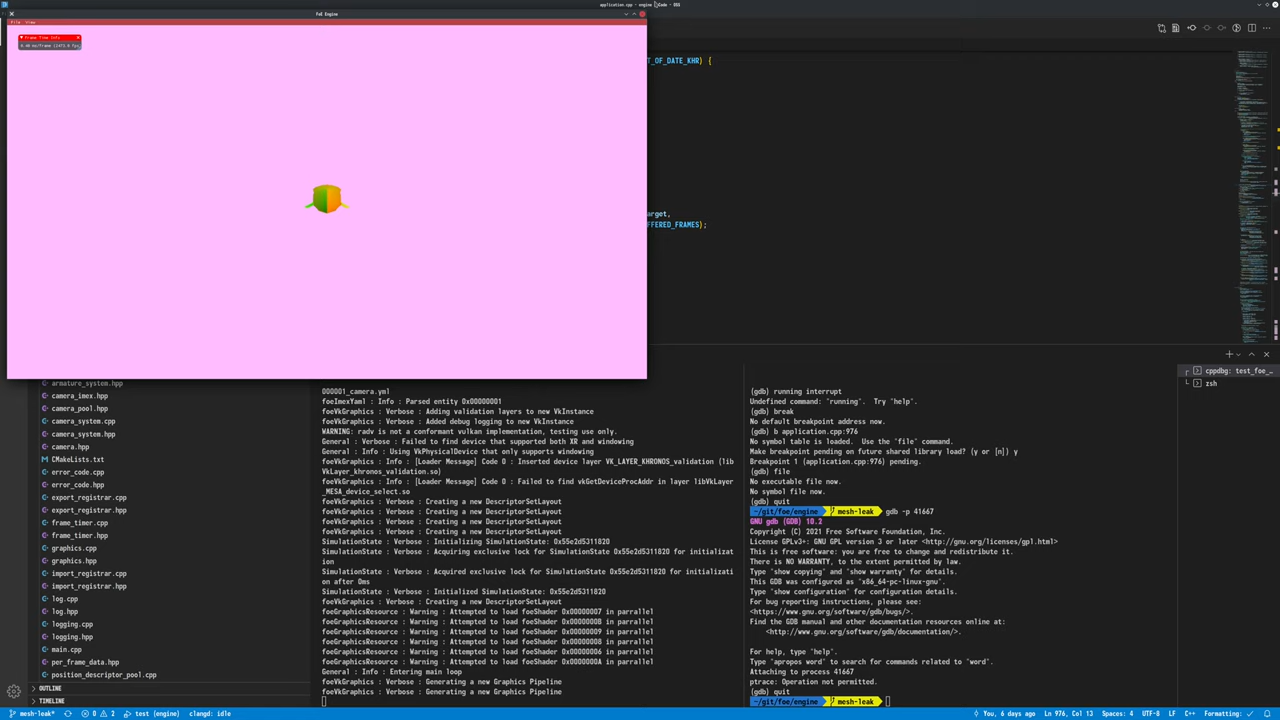 application.cpp - engine - Code - OSS
FoE Engine
File View
Frame Time Info
T_OF_DATE_KHR) {
arget,
FFERED_FRAMES);
armature_system.hpp
camera_imex.hpp
camera_pool.hpp
camera_system.cpp
camera_system.hpp
camera.hpp
CMakeLists.txt
error_code.cpp
error_code.hpp
export_registrar.cpp
export_registrar.hpp
frame_timer.cpp
frame_timer.hpp
graphics.cpp
graphics.hpp
import_registrar.cpp
import_registrar.hpp
log.cpp
log.hpp
logging.cpp
logging.hpp
main.cpp
per_frame_data.hpp
position_descriptor_pool.cpp
OUTLINE
TIMELINE
000001_camera.yml
foeImexYaml : Info : Parsed entity 0x00000001
foeVkGraphics : Verbose : Adding validation layers to new VkInstance
foeVkGraphics : Verbose : Added debug logging to new VkInstance
WARNING: radv is not a conformant vulkan implementation, testing use only.
General : Verbose : Failed to find device that supported both XR and windowing
General : Info : Using VkPhysicalDevice that only supports windowing
foeVkGraphics : Info : [Loader Message] Code 0 : Inserted device layer VK_LAYER_KHRONOS_validation (lib
VkLayer_khronos_validation.so)
foeVkGraphics : Info : [Loader Message] Code 0 : Failed to find vkGetDeviceProcAddr in layer libVkLayer
_MESA_device_select.so
foeVkGraphics : Verbose : Creating a new DescriptorSetLayout
foeVkGraphics : Verbose : Creating a new DescriptorSetLayout
foeVkGraphics : Verbose : Creating a new DescriptorSetLayout
foeVkGraphics : Verbose : Creating a new DescriptorSetLayout
SimulationState : Verbose : Initializing SimulationState 0x55e2d5311820
SimulationState : Verbose : Acquiring exclusive lock for SimulationState 0x55e2d5311820 for initializat
ion
SimulationState : Verbose : Acquired exclusive lock for SimulationState 0x55e2d5311820 for initializati
on after 0ms
SimulationState : Verbose : Initialized SimulationState: 0x55e2d5311820
foeVkGraphics : Verbose : Creating a new DescriptorSetLayout
foeGraphicsResource : Warning : Attempted to load foeShader 0x00000007 in parrallel
foeGraphicsResource : Warning : Attempted to load foeShader 0x00000008 in parrallel
foeGraphicsResource : Warning : Attempted to load foeShader 0x00000009 in parrallel
foeGraphicsResource : Warning : Attempted to load foeShader 0x00000008 in parrallel
foeGraphicsResource : Warning : Attempted to load foeShader 0x00000006 in parrallel
foeGraphicsResource : Warning : Attempted to load foeShader 0x0000000A in parrallel
General : Info : Entering main loop
foeVkGraphics : Verbose : Generating a new Graphics Pipeline
foeVkGraphics : Verbose : Generating a new Graphics Pipeline
(gdb) running interrupt
Undefined command: "running". Try "help".
(gdb) break
No default breakpoint address now.
(gdb) b application.cpp:976
No symbol table is loaded. Use the "file" command.
Make breakpoint pending on future shared library load? (y or [n]) y
Breakpoint 1 (application.cpp:976) pending.
(gdb) file
No executable file now.
No symbol file now.
(gdb) quit
~/git/foe/engine mesh-leak gdb -p 41667
GNU gdb (GDB) 10.2
Copyright (C) 2021 Free Software Foundation, Inc.
License GPLv3+: GNU GPL version 3 or later <http://gnu.org/licenses/gpl.html>
This is free software: you are free to change and redistribute it.
There is NO WARRANTY, to the extent permitted by law.
Type "show copying" and "show warranty" for details.
This GDB was configured as "x86_64-pc-linux-gnu".
Type "show configuration" for configuration details.
For bug reporting instructions, please see:
<https://www.gnu.org/software/gdb/bugs/>.
Find the GDB manual and other documentation resources online at:
<http://www.gnu.org/software/gdb/documentation/>.
For help, type "help".
Type "apropos word" to search for commands related to "word".
Attaching to process 41667
ptrace: Operation not permitted.
(gdb) quit
~/git/foe/engine mesh-leak
cppdbg: test_foe_...
zsh
mesh-leak* 0 2 test (engine) clangd: idle
You, 6 days ago Ln 976, Col 13 Spaces: 4 UTF-8 LF C++ Formatting: ✓